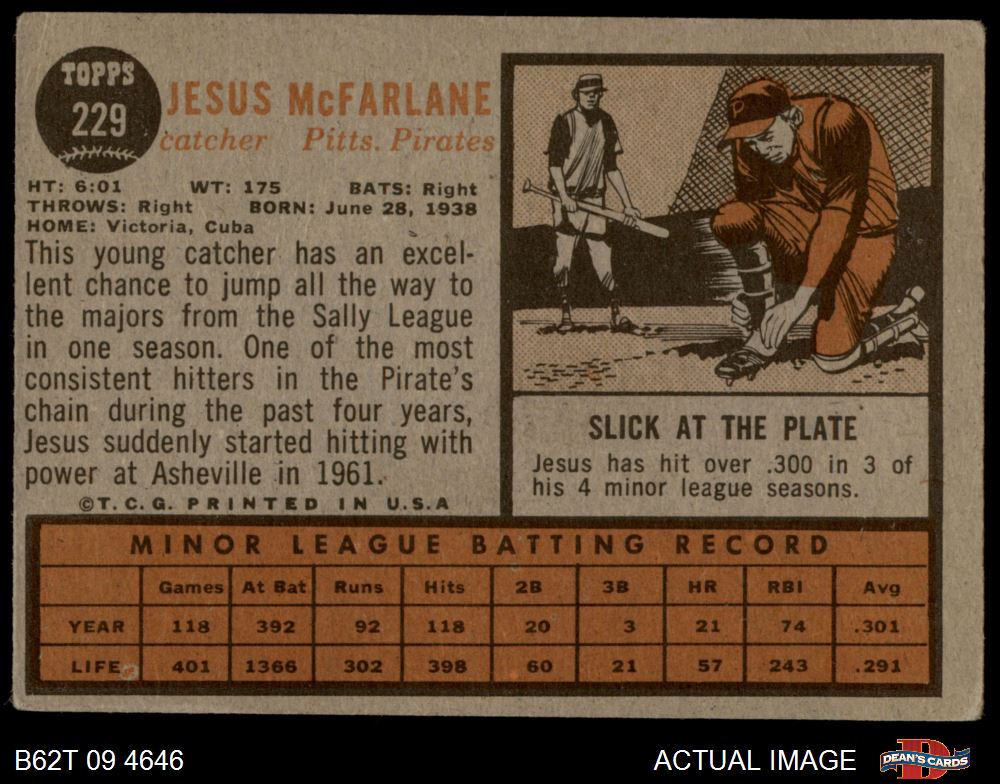 TOPPS
229
JESUS McFARLANE
catcher Pitts. Pirates
HT: 6:01 WT: 175 BATS: Right
THROWS: Right BORN: June 28, 1938
HOME: Victoria, Cuba
This young catcher has an excel-
lent chance to jump all the way to
the majors from the Sally League
in one season. One of the most
consistent hitters in the Pirate's
chain during the past four years,
Jesus suddenly started hitting with
power at Asheville in 1961.
©T.C.G. PRINTED IN U.S.A
P
SLICK AT THE PLATE
Jesus has hit over .300 in 3 of
his 4 minor league seasons.
MINOR LEAGUE BATTING RECORD
Games At Bat Runs Hits 2B 3B HR RBI Avg
YEAR 118 392 92 118 20 3 21 74 .301
LIFE 401 1366 302 398 60 21 57 243 .291
B62T 09 4646 ACTUAL IMAGE
D
DEAN'S CARDS